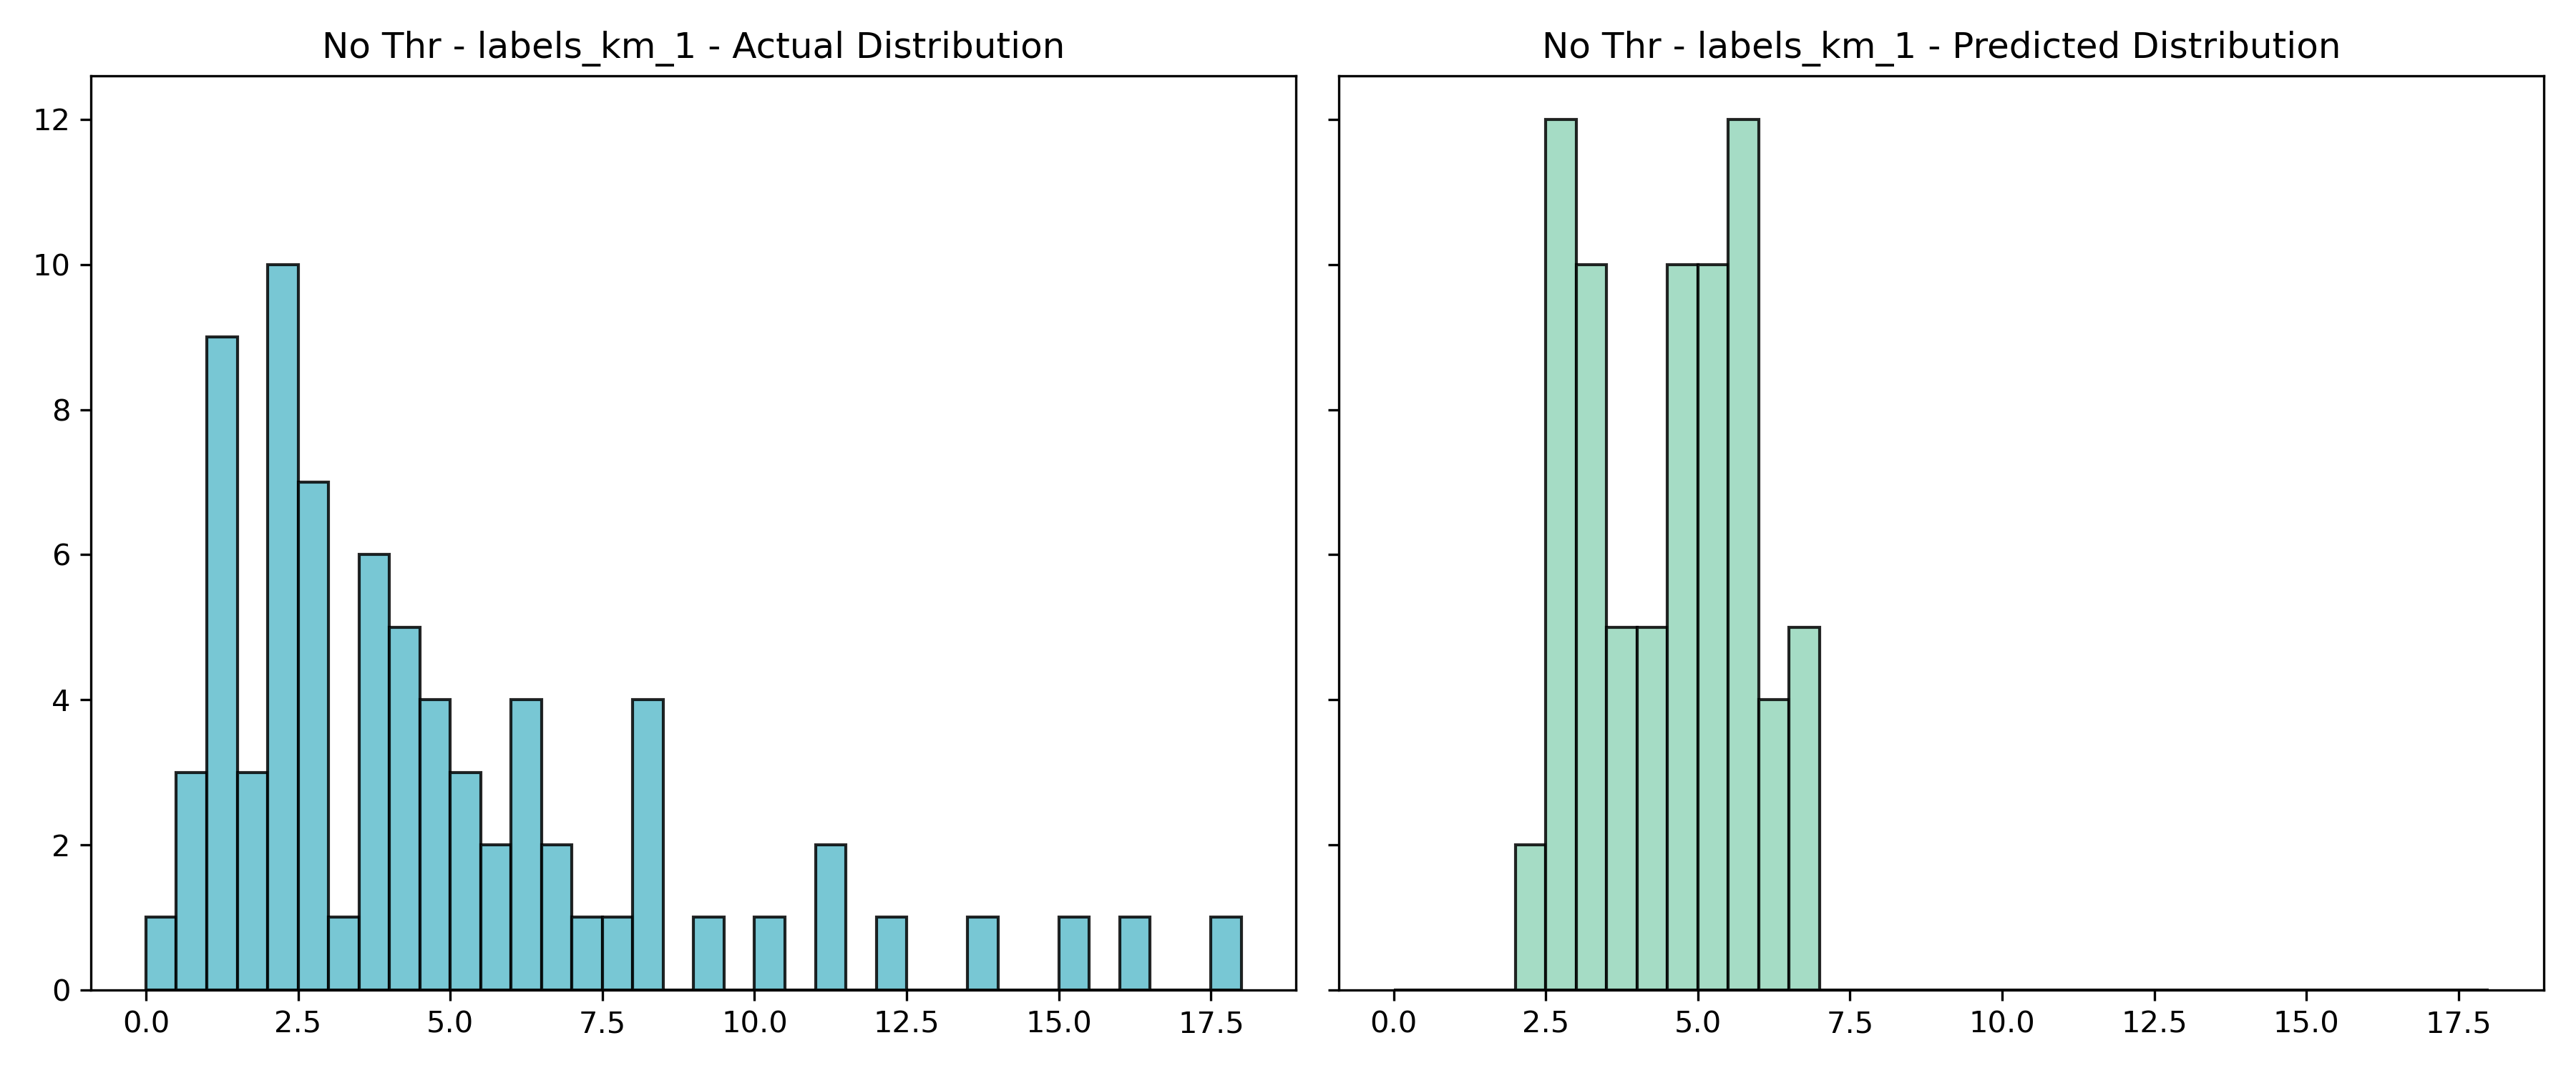 No Thr - labels_km_1 - Actual Distribution
No Thr - labels_km_1 - Predicted Distribution
12
10
8
6
4
2
0
0.0 2.5 5.0 7.5 10.0 12.5 15.0 17.5
0.0 2.5 5.0 7.5 10.0 12.5 15.0 17.5